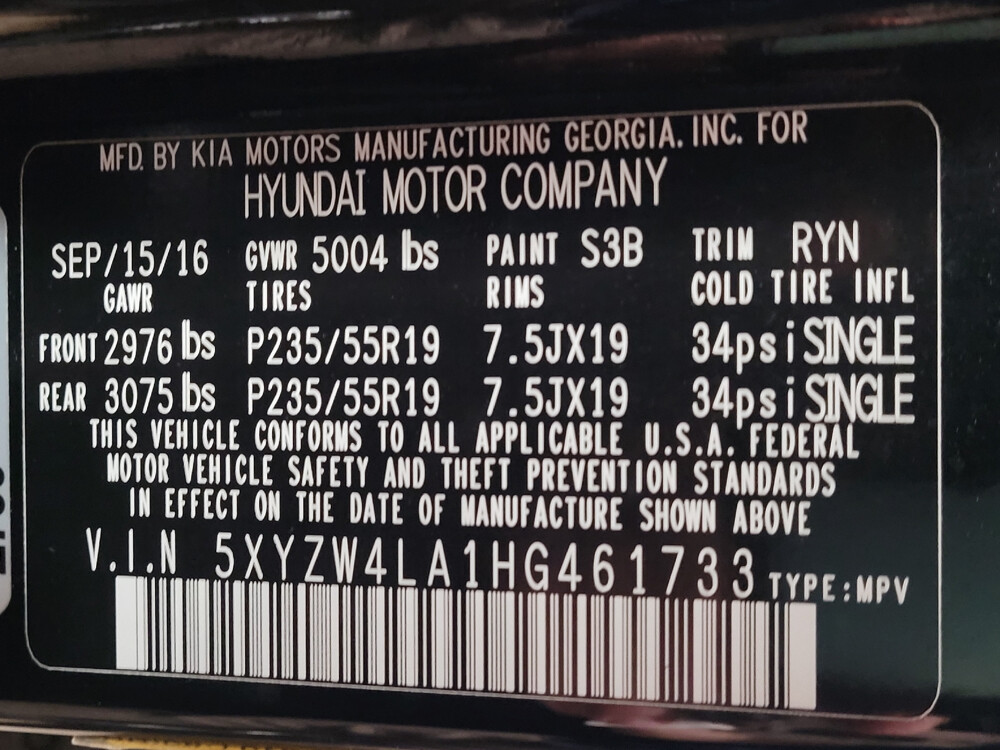 MFD. BY KIA MOTORS MANUFACTURING GEORGIA. INC. FOR
HYUNDAI MOTOR COMPANY
SEP/15/16 GVWR 5004 lbs PAINT S3B TRIM RYN
GAWR TIRES RIMS COLD TIRE INFL
FRONT 2976 lbs P235/55R19 7.5JX19 34psi SINGLE
REAR 3075 lbs P235/55R19 7.5JX19 34psi SINGLE
THIS VEHICLE CONFORMS TO ALL APPLICABLE U.S.A. FEDERAL
MOTOR VEHICLE SAFETY AND THEFT PREVENTION STANDARDS
IN EFFECT ON THE DATE OF MANUFACTURE SHOWN ABOVE
V.I.N 5XYZW4LA1HG461733 TYPE:MPV